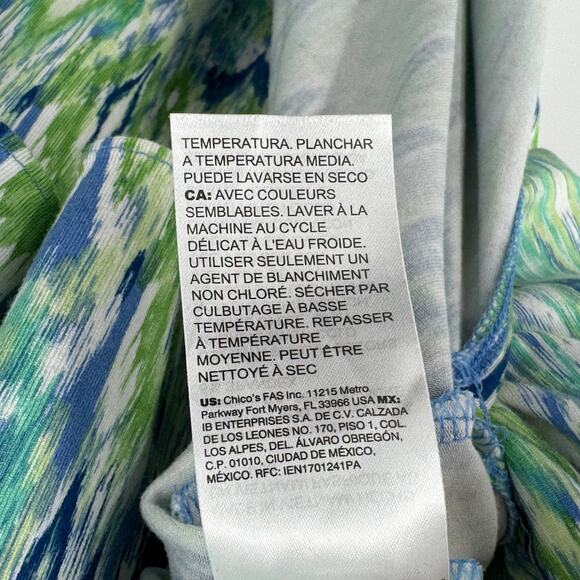 TEMPERATURA. PLANCHAR
A TEMPERATURA MEDIA.
PUEDE LAVARSE EN SECO
CA: AVEC COULEURS
SEMBLABLES. LAVER À LA
MACHINE AU CYCLE
DÉLICAT À L'EAU FROIDE.
UTILISER SEULEMENT UN
AGENT DE BLANCHIMENT
NON CHLORÉ. SÉCHER PAR
CULBUTAGE À BASSE
TEMPÉRATURE. REPASSER
À TEMPÉRATURE
MOYENNE. PEUT ÊTRE
NETTOYÉ À SEC
US: Chico's FAS Inc. 11215 Metro
Parkway Fort Myers, FL 33966 USA MX:
IB ENTERPRISES S.A. DE C.V. CALZADA
DE LOS LEONES NO. 170, PISO 1, COL.
LOS ALPES, DEL. ÁLVARO OBREGÓN,
C.P. 01010, CIUDAD DE MÉXICO,
MÉXICO. RFC: IEN1701241PA